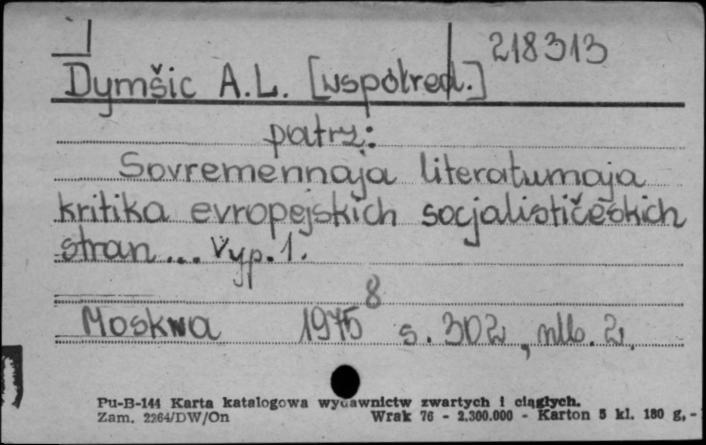 218313
Dymšic A.L. [współred.]
patrz:
Sovremennaja literaturnaja
kritika evropejskich socjalističeskich
stran... Vyp. 1.
8
Moskwa 1975 s. 302, nlb. 2.
Pu-B-144 Karta katalogowa wydawnictw zwartych i ciągłych.
Zam. 2264/DW/On Wrak 76 - 2.300.000 - Karton 5 kl. 180 g,-